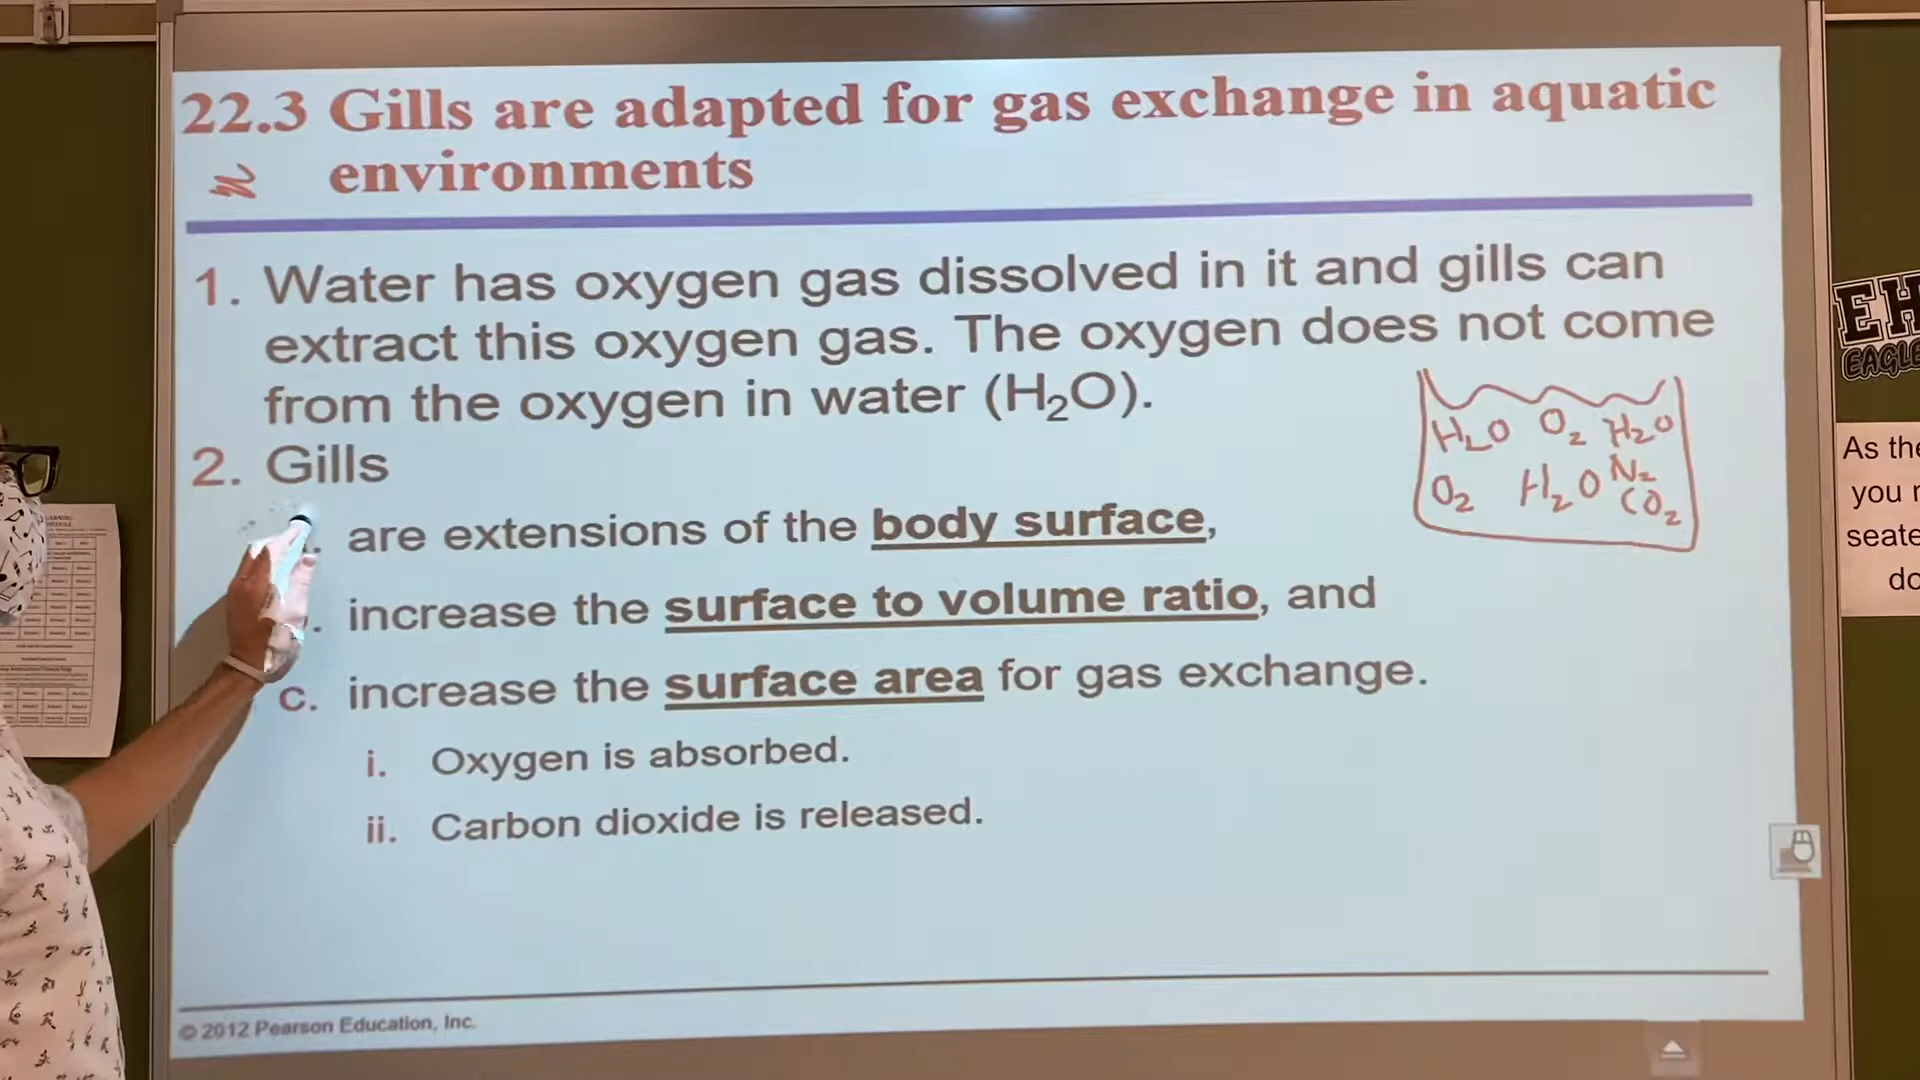 22.3 Gills are adapted for gas exchange in aquatic
environments
1. Water has oxygen gas dissolved in it and gills can
extract this oxygen gas. The oxygen does not come
from the oxygen in water (H₂O).
2. Gills
. are extensions of the body surface,
. increase the surface to volume ratio, and
c. increase the surface area for gas exchange.
i. Oxygen is absorbed.
ii. Carbon dioxide is released.
H₂O O₂ H₂O
O₂ H₂O N₂
CO₂
© 2012 Pearson Education, Inc.
EH
EAGLE
As the
you
seate
do